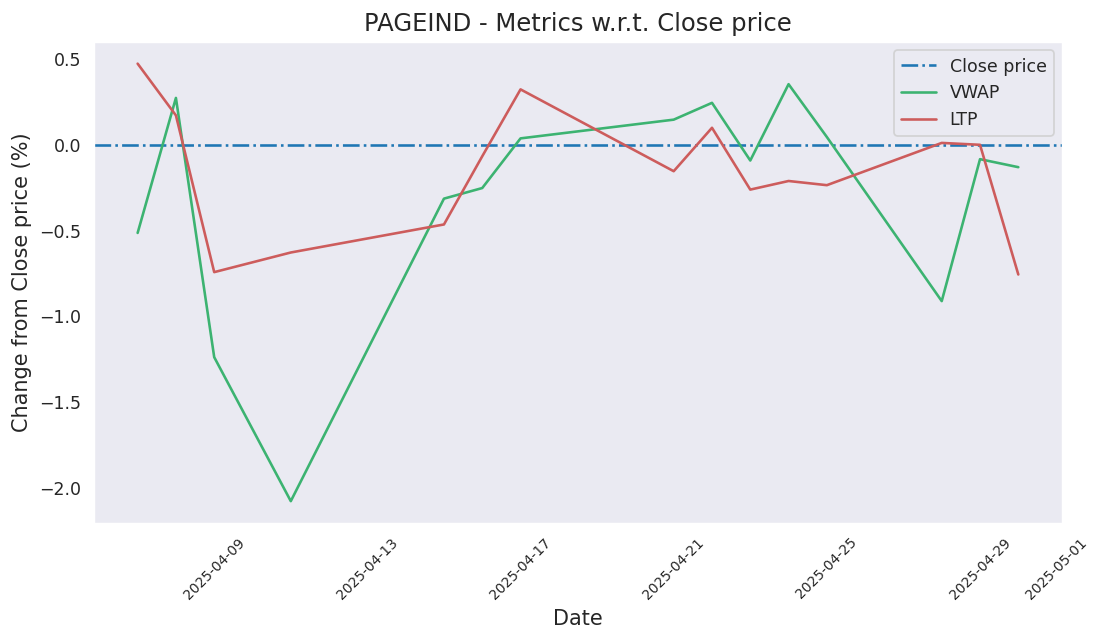 PAGEIND - Metrics w.r.t. Close price
Change from Close price (%)
0.5
0.0
−0.5
−1.0
−1.5
−2.0
Close price
VWAP
LTP
2025-04-09
2025-04-13
2025-04-17
2025-04-21
2025-04-25
2025-04-29
2025-05-01
Date